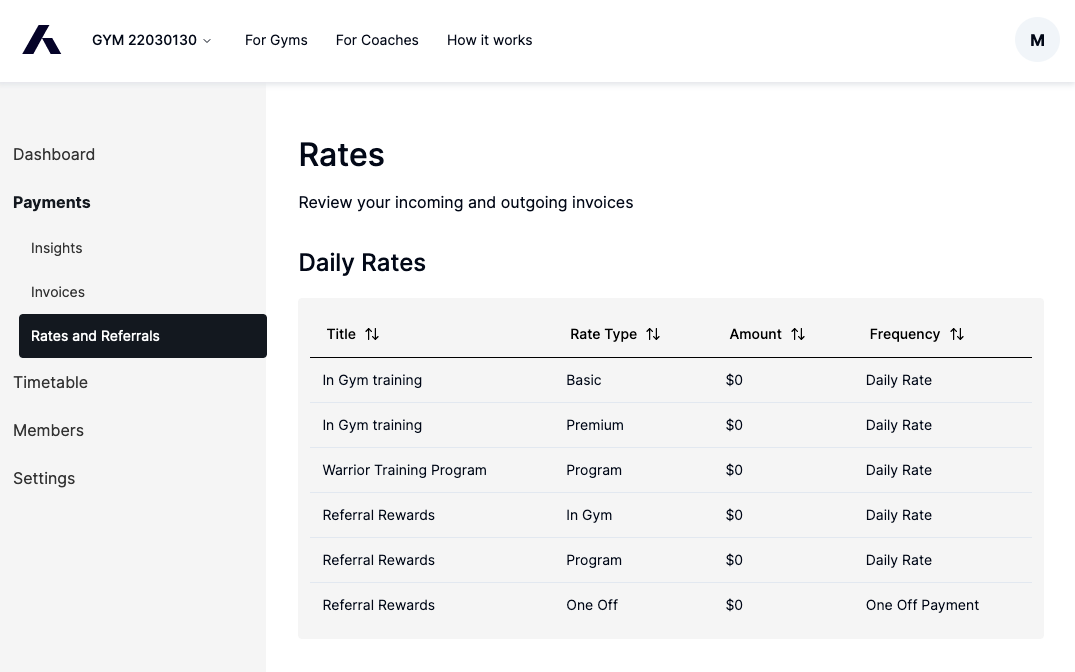 GYM 22030130 For Gyms For Coaches How it works M
Dashboard
Payments
Insights
Invoices
Rates and Referrals
Timetable
Members
Settings
Rates
Review your incoming and outgoing invoices
Daily Rates
Title Rate Type Amount Frequency
In Gym training Basic $0 Daily Rate
In Gym training Premium $0 Daily Rate
Warrior Training Program Program $0 Daily Rate
Referral Rewards In Gym $0 Daily Rate
Referral Rewards Program $0 Daily Rate
Referral Rewards One Off $0 One Off Payment